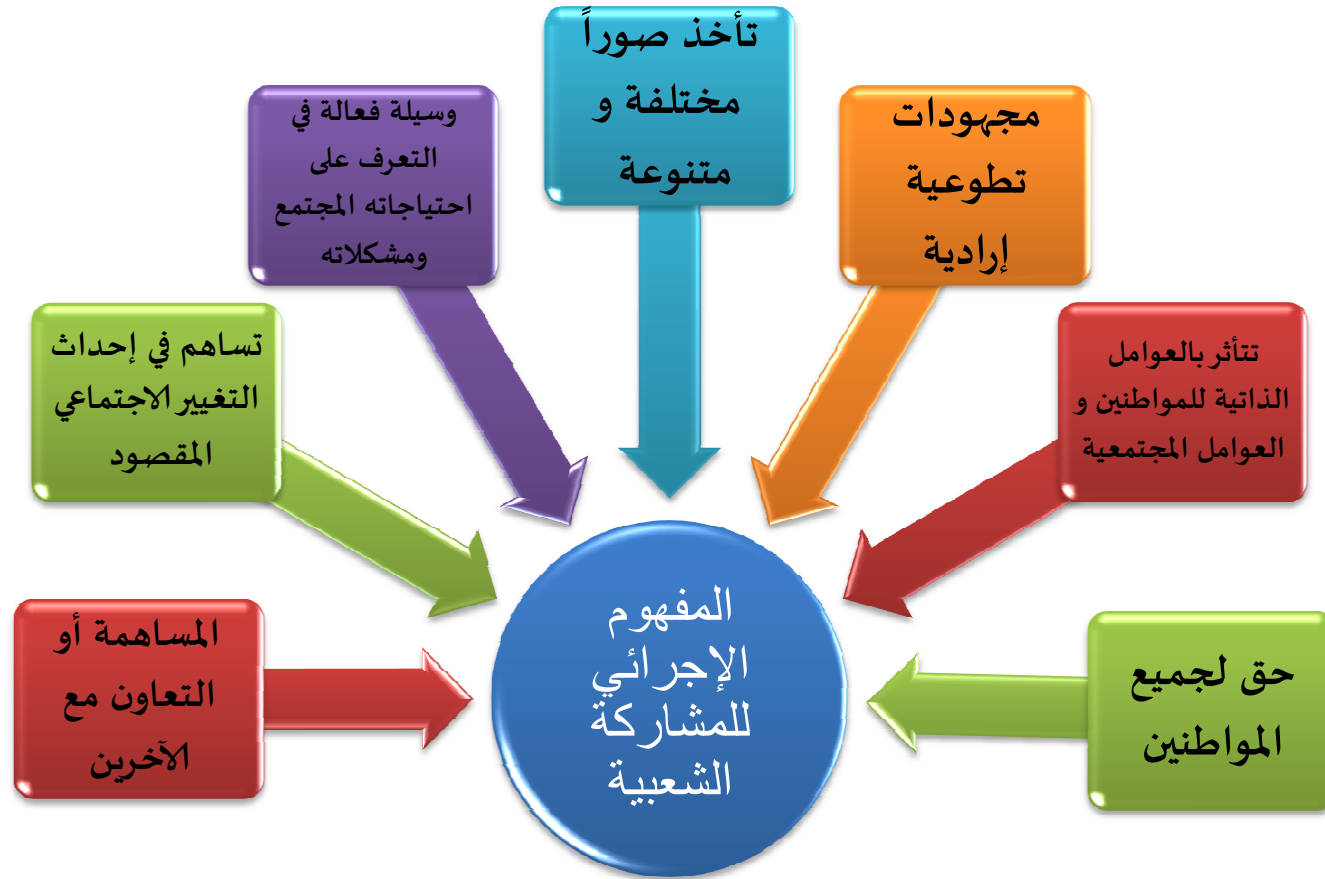 تأخذ صوراً
مختلفة و
متنوعة
مجهودات
تطوعية
إرادية
وسيلة فعالة في
التعرف على
احتياجاته المجتمع
ومشكلاته
تتأثر بالعوامل
الذاتية للمواطنين و
العوامل المجتمعية
تساهم في إحداث
التغيير الاجتماعي
المقصود
حق لجميع
المواطنين
المساهمة أو
التعاون مع
الآخرين
المفهوم
الإجرائي
للمشاركة
الشعبية